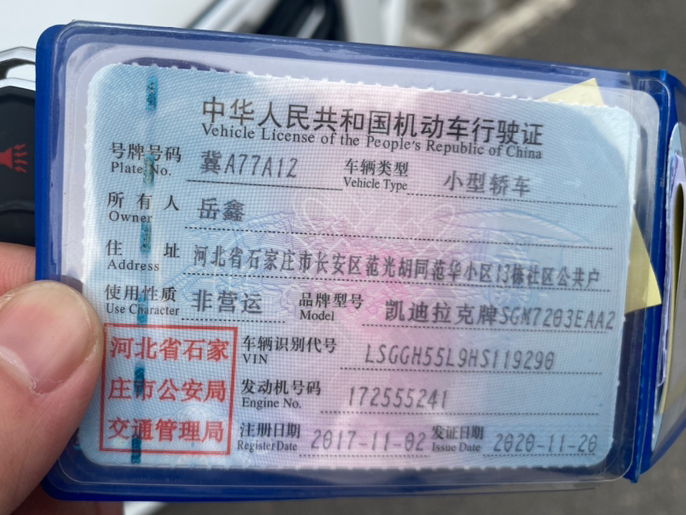 中华人民共和国机动车行驶证
Vehicle License of the People's Republic of China
号牌号码 冀A77A1Z 车辆类型 小型轿车
Plate No. Vehicle Type
所有人 岳鑫
Owner
住址 河北省石家庄市长安区范光胡同范华小区13栋社区公共户
Address
使用性质 非营运 品牌型号 凯迪拉克牌SGM7203EAA2
Use Character Model
河北省石家 车辆识别代号 LSGGH55L9HS119290
庄市公安局 VIN
交通管理局 发动机号码 172555241
Engine No.
注册日期 2017-11-02 发证日期 2020-11-20
Register Date Issue Date